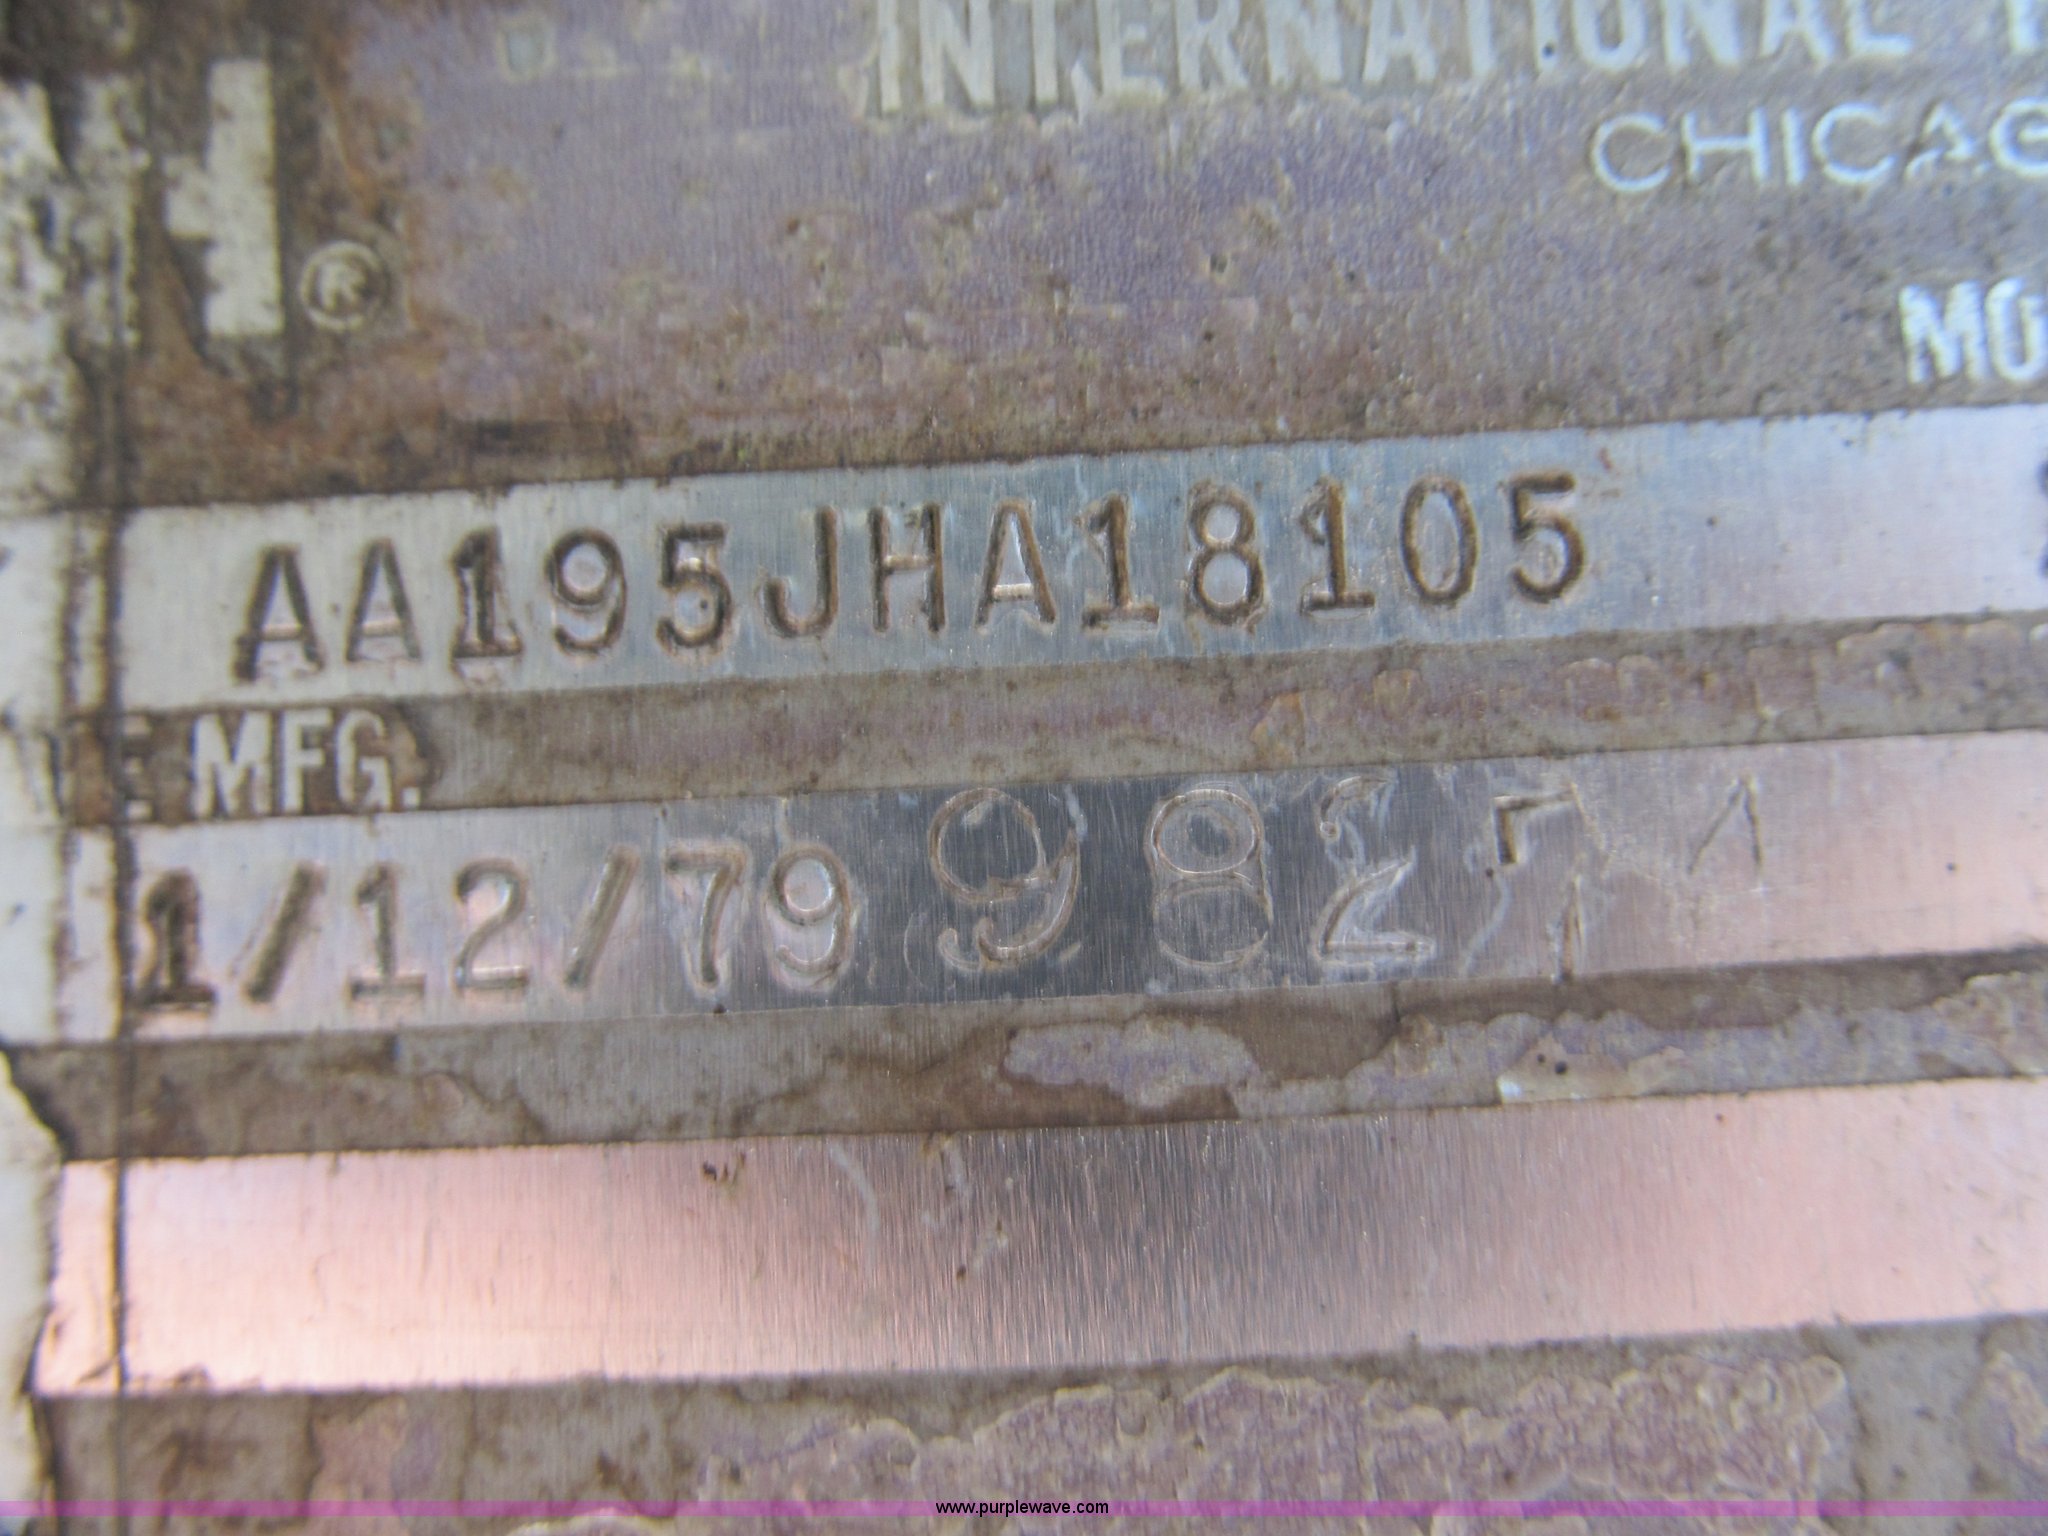 INTERNATIONAL
®
CHICAG
MO
AA195JHA18105
E MFG.
1/12/79
www.purplewave.com